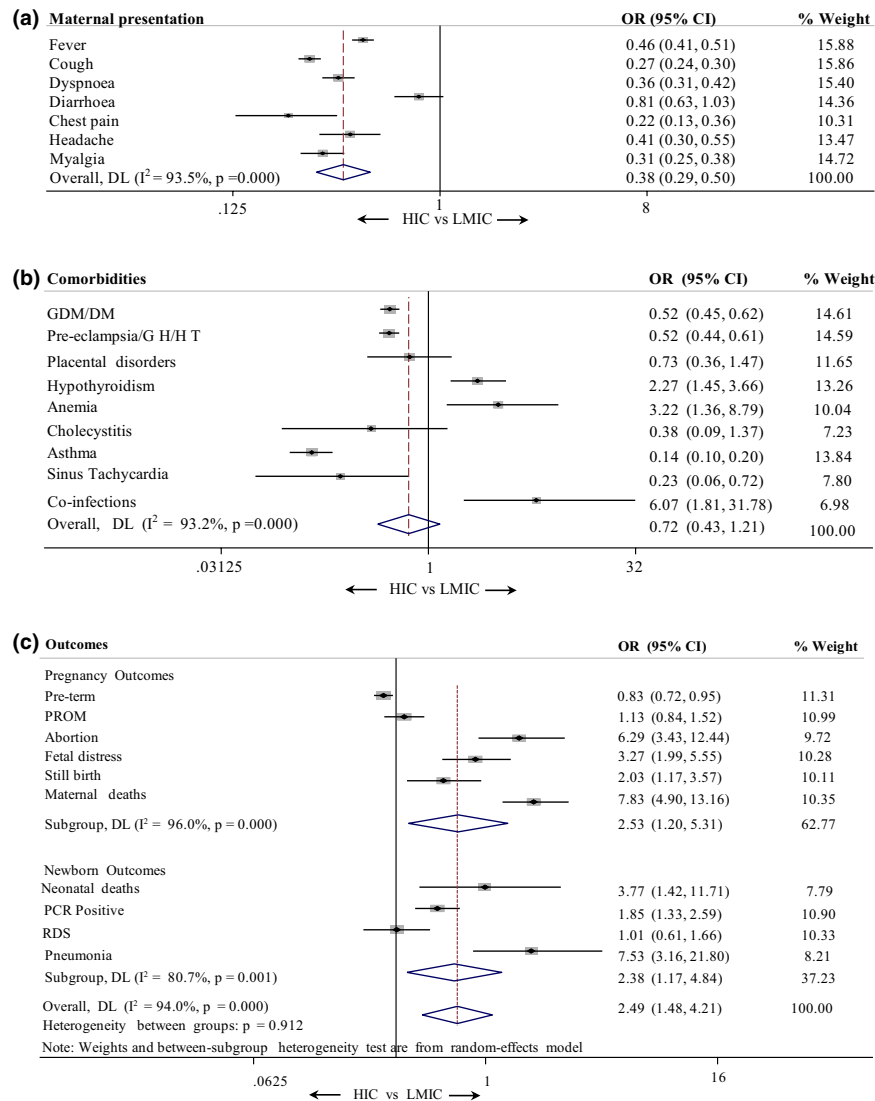 (a) Maternal presentation OR (95% CI) % Weight
Fever 0.46 (0.41, 0.51) 15.88
Cough 0.27 (0.24, 0.30) 15.86
Dyspnoea 0.36 (0.31, 0.42) 15.40
Diarrhoea 0.81 (0.63, 1.03) 14.36
Chest pain 0.22 (0.13, 0.36) 10.31
Headache 0.41 (0.30, 0.55) 13.47
Myalgia 0.31 (0.25, 0.38) 14.72
Overall, DL (I² = 93.5%, p =0.000) 0.38 (0.29, 0.50) 100.00
.125 1 8
HIC vs LMIC
(b) Comorbidities OR (95% CI) % Weight
GDM/DM 0.52 (0.45, 0.62) 14.61
Pre-eclampsia/G H/H T 0.52 (0.44, 0.61) 14.59
Placental disorders 0.73 (0.36, 1.47) 11.65
Hypothyroidism 2.27 (1.45, 3.66) 13.26
Anemia 3.22 (1.36, 8.79) 10.04
Cholecystitis 0.38 (0.09, 1.37) 7.23
Asthma 0.14 (0.10, 0.20) 13.84
Sinus Tachycardia 0.23 (0.06, 0.72) 7.80
Co-infections 6.07 (1.81, 31.78) 6.98
Overall, DL (I² = 93.2%, p =0.000) 0.72 (0.43, 1.21) 100.00
.03125 1 32
HIC vs LMIC
(c) Outcomes OR (95% CI) % Weight
Pregnancy Outcomes
Pre-term 0.83 (0.72, 0.95) 11.31
PROM 1.13 (0.84, 1.52) 10.99
Abortion 6.29 (3.43, 12.44) 9.72
Fetal distress 3.27 (1.99, 5.55) 10.28
Still birth 2.03 (1.17, 3.57) 10.11
Maternal deaths 7.83 (4.90, 13.16) 10.35
Subgroup, DL (I² = 96.0%, p = 0.000) 2.53 (1.20, 5.31) 62.77
Newborn Outcomes
Neonatal deaths 3.77 (1.42, 11.71) 7.79
PCR Positive 1.85 (1.33, 2.59) 10.90
RDS 1.01 (0.61, 1.66) 10.33
Pneumonia 7.53 (3.16, 21.80) 8.21
Subgroup, DL (I² = 80.7%, p = 0.001) 2.38 (1.17, 4.84) 37.23
Overall, DL (I² = 94.0%, p = 0.000) 2.49 (1.48, 4.21) 100.00
Heterogeneity between groups: p = 0.912
Note: Weights and between-subgroup heterogeneity test are from random-effects model
.0625 1 16
HIC vs LMIC